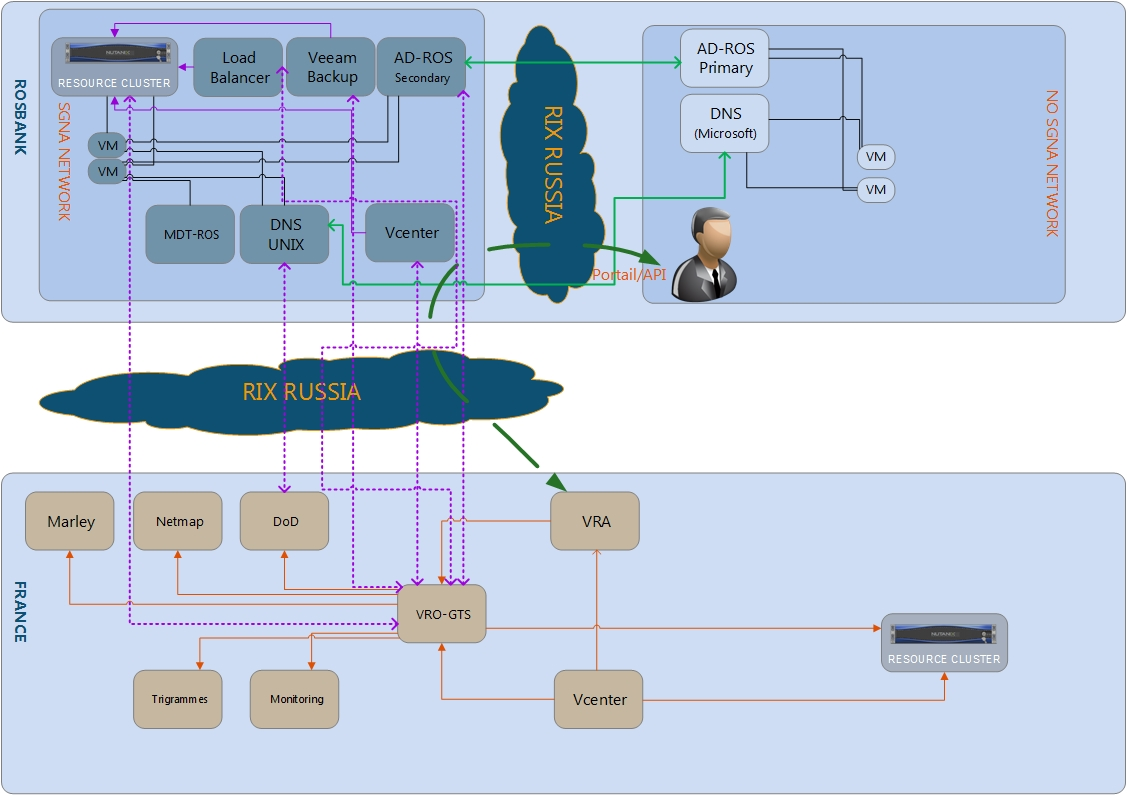 ROSBANK
SGNA NETWORK
NUTANIX
RESOURCE CLUSTER
Load
Balancer
Veeam
Backup
AD-ROS
Secondary
VM
VM
MDT-ROS
DNS
UNIX
Vcenter
RIX RUSSIA
AD-ROS
Primary
DNS
(Microsoft)
VM
VM
NO SGNA NETWORK
Portail/API
RIX RUSSIA
FRANCE
Marley
Netmap
DoD
VRA
VRO-GTS
NUTANIX
RESOURCE CLUSTER
Trigrammes
Monitoring
Vcenter